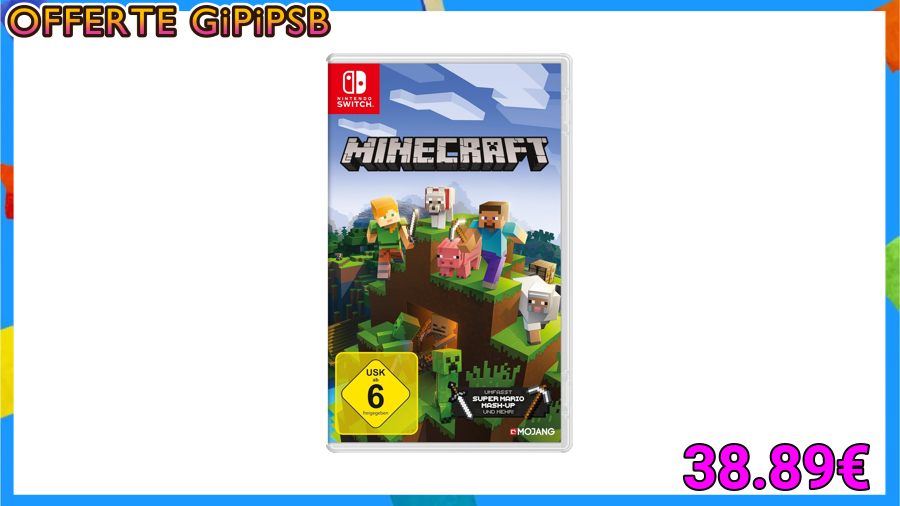 OFFERTE GiPiPSB
NINTENDO
SWITCH.
MINECRAFT
USK
ab
6
freigegeben
UMFASST
SUPER MARIO
MASH-UP
UND MEHR!
MOJANG
38.89€